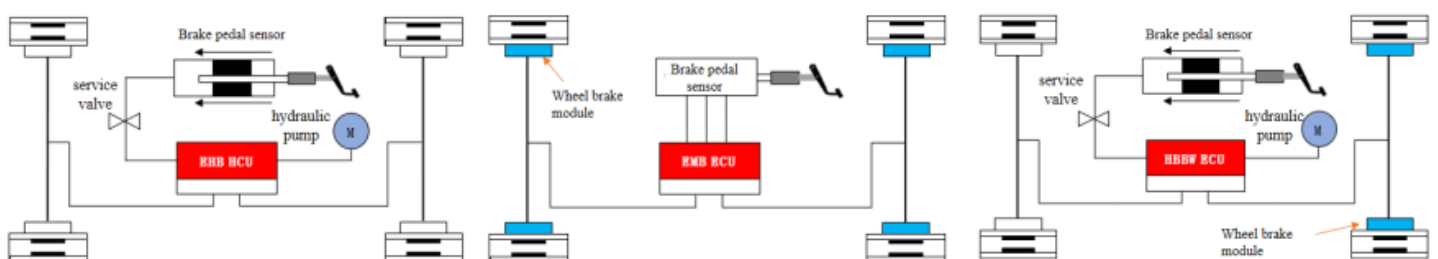 Brake pedal sensor
service
valve
hydraulic
pump
M
EHB HCU
Wheel brake
module
Brake pedal
sensor
EMB ECU
Brake pedal sensor
service
valve
hydraulic
pump
M
HBBW ECU
Wheel brake
module